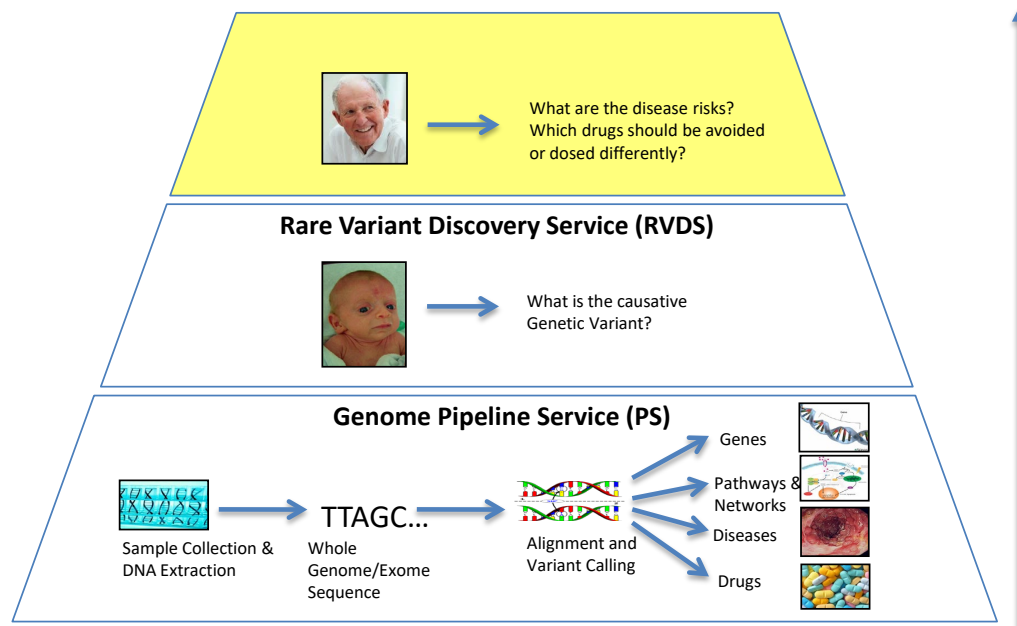 What are the disease risks?
Which drugs should be avoided
or dosed differently?
Rare Variant Discovery Service (RVDS)
What is the causative
Genetic Variant?
Genome Pipeline Service (PS)
Genes
Pathways &
Networks
Diseases
Drugs
TTAGC...
Sample Collection &
DNA Extraction
Whole
Genome/Exome
Sequence
Alignment and
Variant Calling